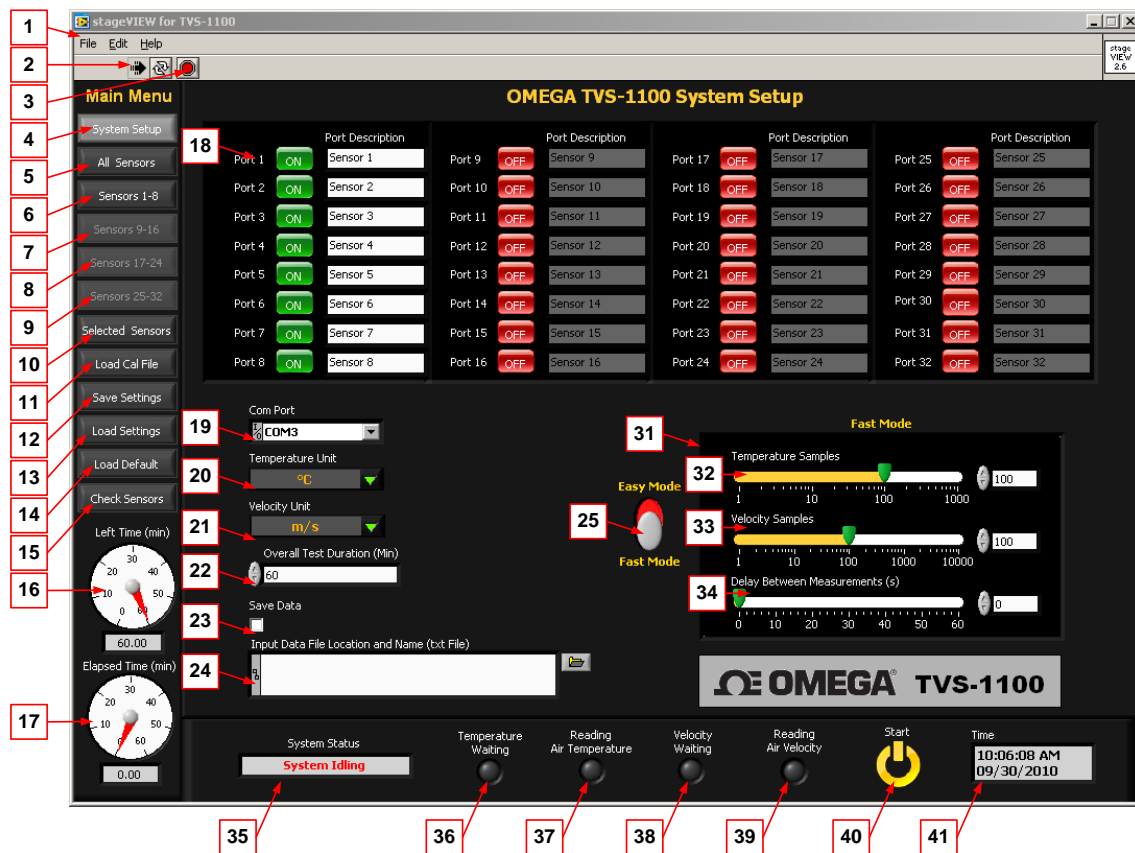 stageVIEW for TVS-1100
1
File Edit Help
stage
VIEW
2.6
2
3
Main Menu
OMEGA TVS-1100 System Setup
4
System Setup
5
All Sensors
6
Sensors 1-8
7
Sensors 9-16
8
Sensors 17-24
9
Sensors 25-32
10
Selected Sensors
11
Load Cal File
12
Save Settings
13
Load Settings
14
Load Default
15
Check Sensors
Left Time (min)
30
20 40
10 50
0 60
16
60.00
Elapsed Time (min)
30
20 40
10 50
0 60
17
0.00
18
Port Description
Port 1 ON Sensor 1
Port 2 ON Sensor 2
Port 3 ON Sensor 3
Port 4 ON Sensor 4
Port 5 ON Sensor 5
Port 6 ON Sensor 6
Port 7 ON Sensor 7
Port 8 ON Sensor 8
Port Description
Port 9 OFF Sensor 9
Port 10 OFF Sensor 10
Port 11 OFF Sensor 11
Port 12 OFF Sensor 12
Port 13 OFF Sensor 13
Port 14 OFF Sensor 14
Port 15 OFF Sensor 15
Port 16 OFF Sensor 16
Port Description
Port 17 OFF Sensor 17
Port 18 OFF Sensor 18
Port 19 OFF Sensor 19
Port 20 OFF Sensor 20
Port 21 OFF Sensor 21
Port 22 OFF Sensor 22
Port 23 OFF Sensor 23
Port 24 OFF Sensor 24
Port Description
Port 25 OFF Sensor 25
Port 26 OFF Sensor 26
Port 27 OFF Sensor 27
Port 28 OFF Sensor 28
Port 29 OFF Sensor 29
Port 30 OFF Sensor 30
Port 31 OFF Sensor 31
Port 32 OFF Sensor 32
Com Port
19
I/O COM3
Temperature Unit
20
°C
Velocity Unit
21
m/s
Overall Test Duration (Min)
22
60
Save Data
23
Input Data File Location and Name (txt File)
24
Easy Mode
25
Fast Mode
31
Fast Mode
32
Temperature Samples
100
1 10 100 1000
33
Velocity Samples
100
1 10 100 1000 10000
34
Delay Between Measurements (s)
0
0 10 20 30 40 50 60
OMEGA® TVS-1100
System Status
System Idling
Temperature
Waiting
Reading
Air Temperature
Velocity
Waiting
Reading
Air Velocity
Start
Time
10:06:08 AM
09/30/2010
35
36
37
38
39
40
41